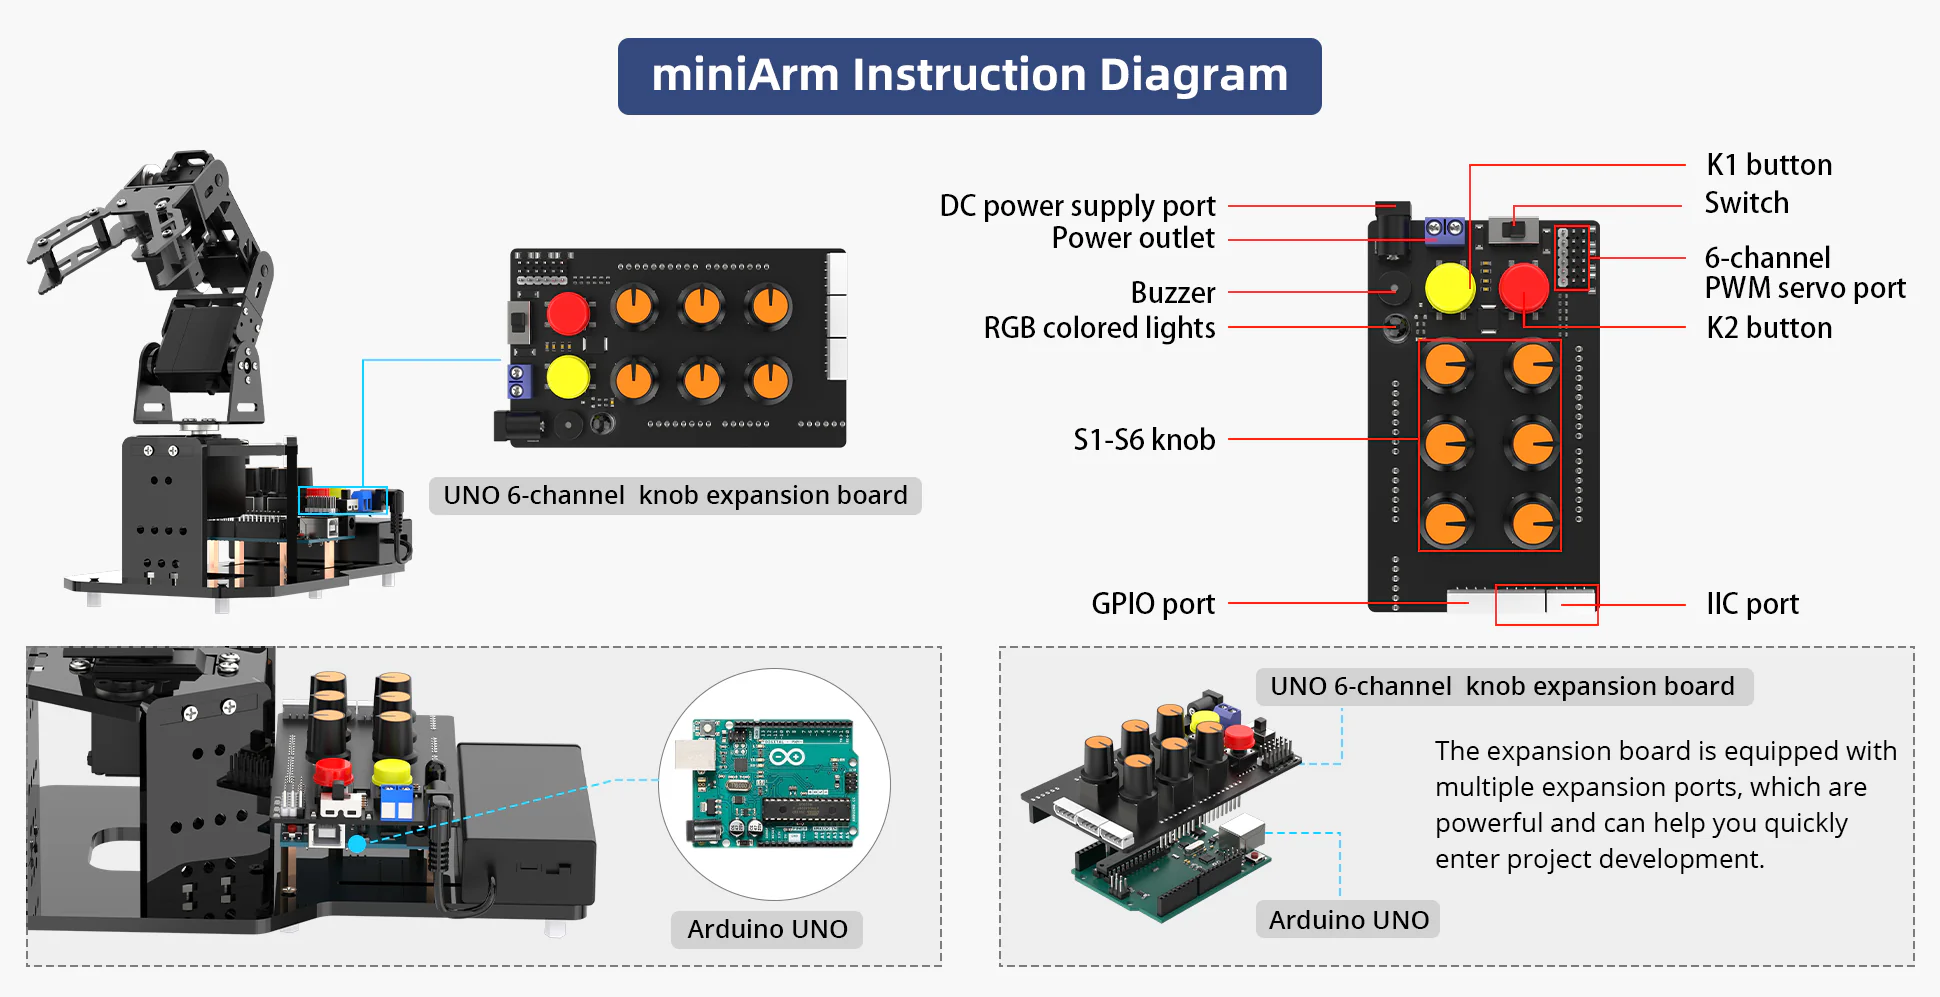 miniArm Instruction Diagram
K1 button
Switch
DC power supply port
Power outlet
6-channel
PWM servo port
Buzzer
RGB colored lights
K2 button
S1-S6 knob
UNO 6-channel knob expansion board
GPIO port
IIC port
UNO 6-channel knob expansion board
The expansion board is equipped with
multiple expansion ports, which are
powerful and can help you quickly
enter project development.
Arduino UNO
Arduino UNO